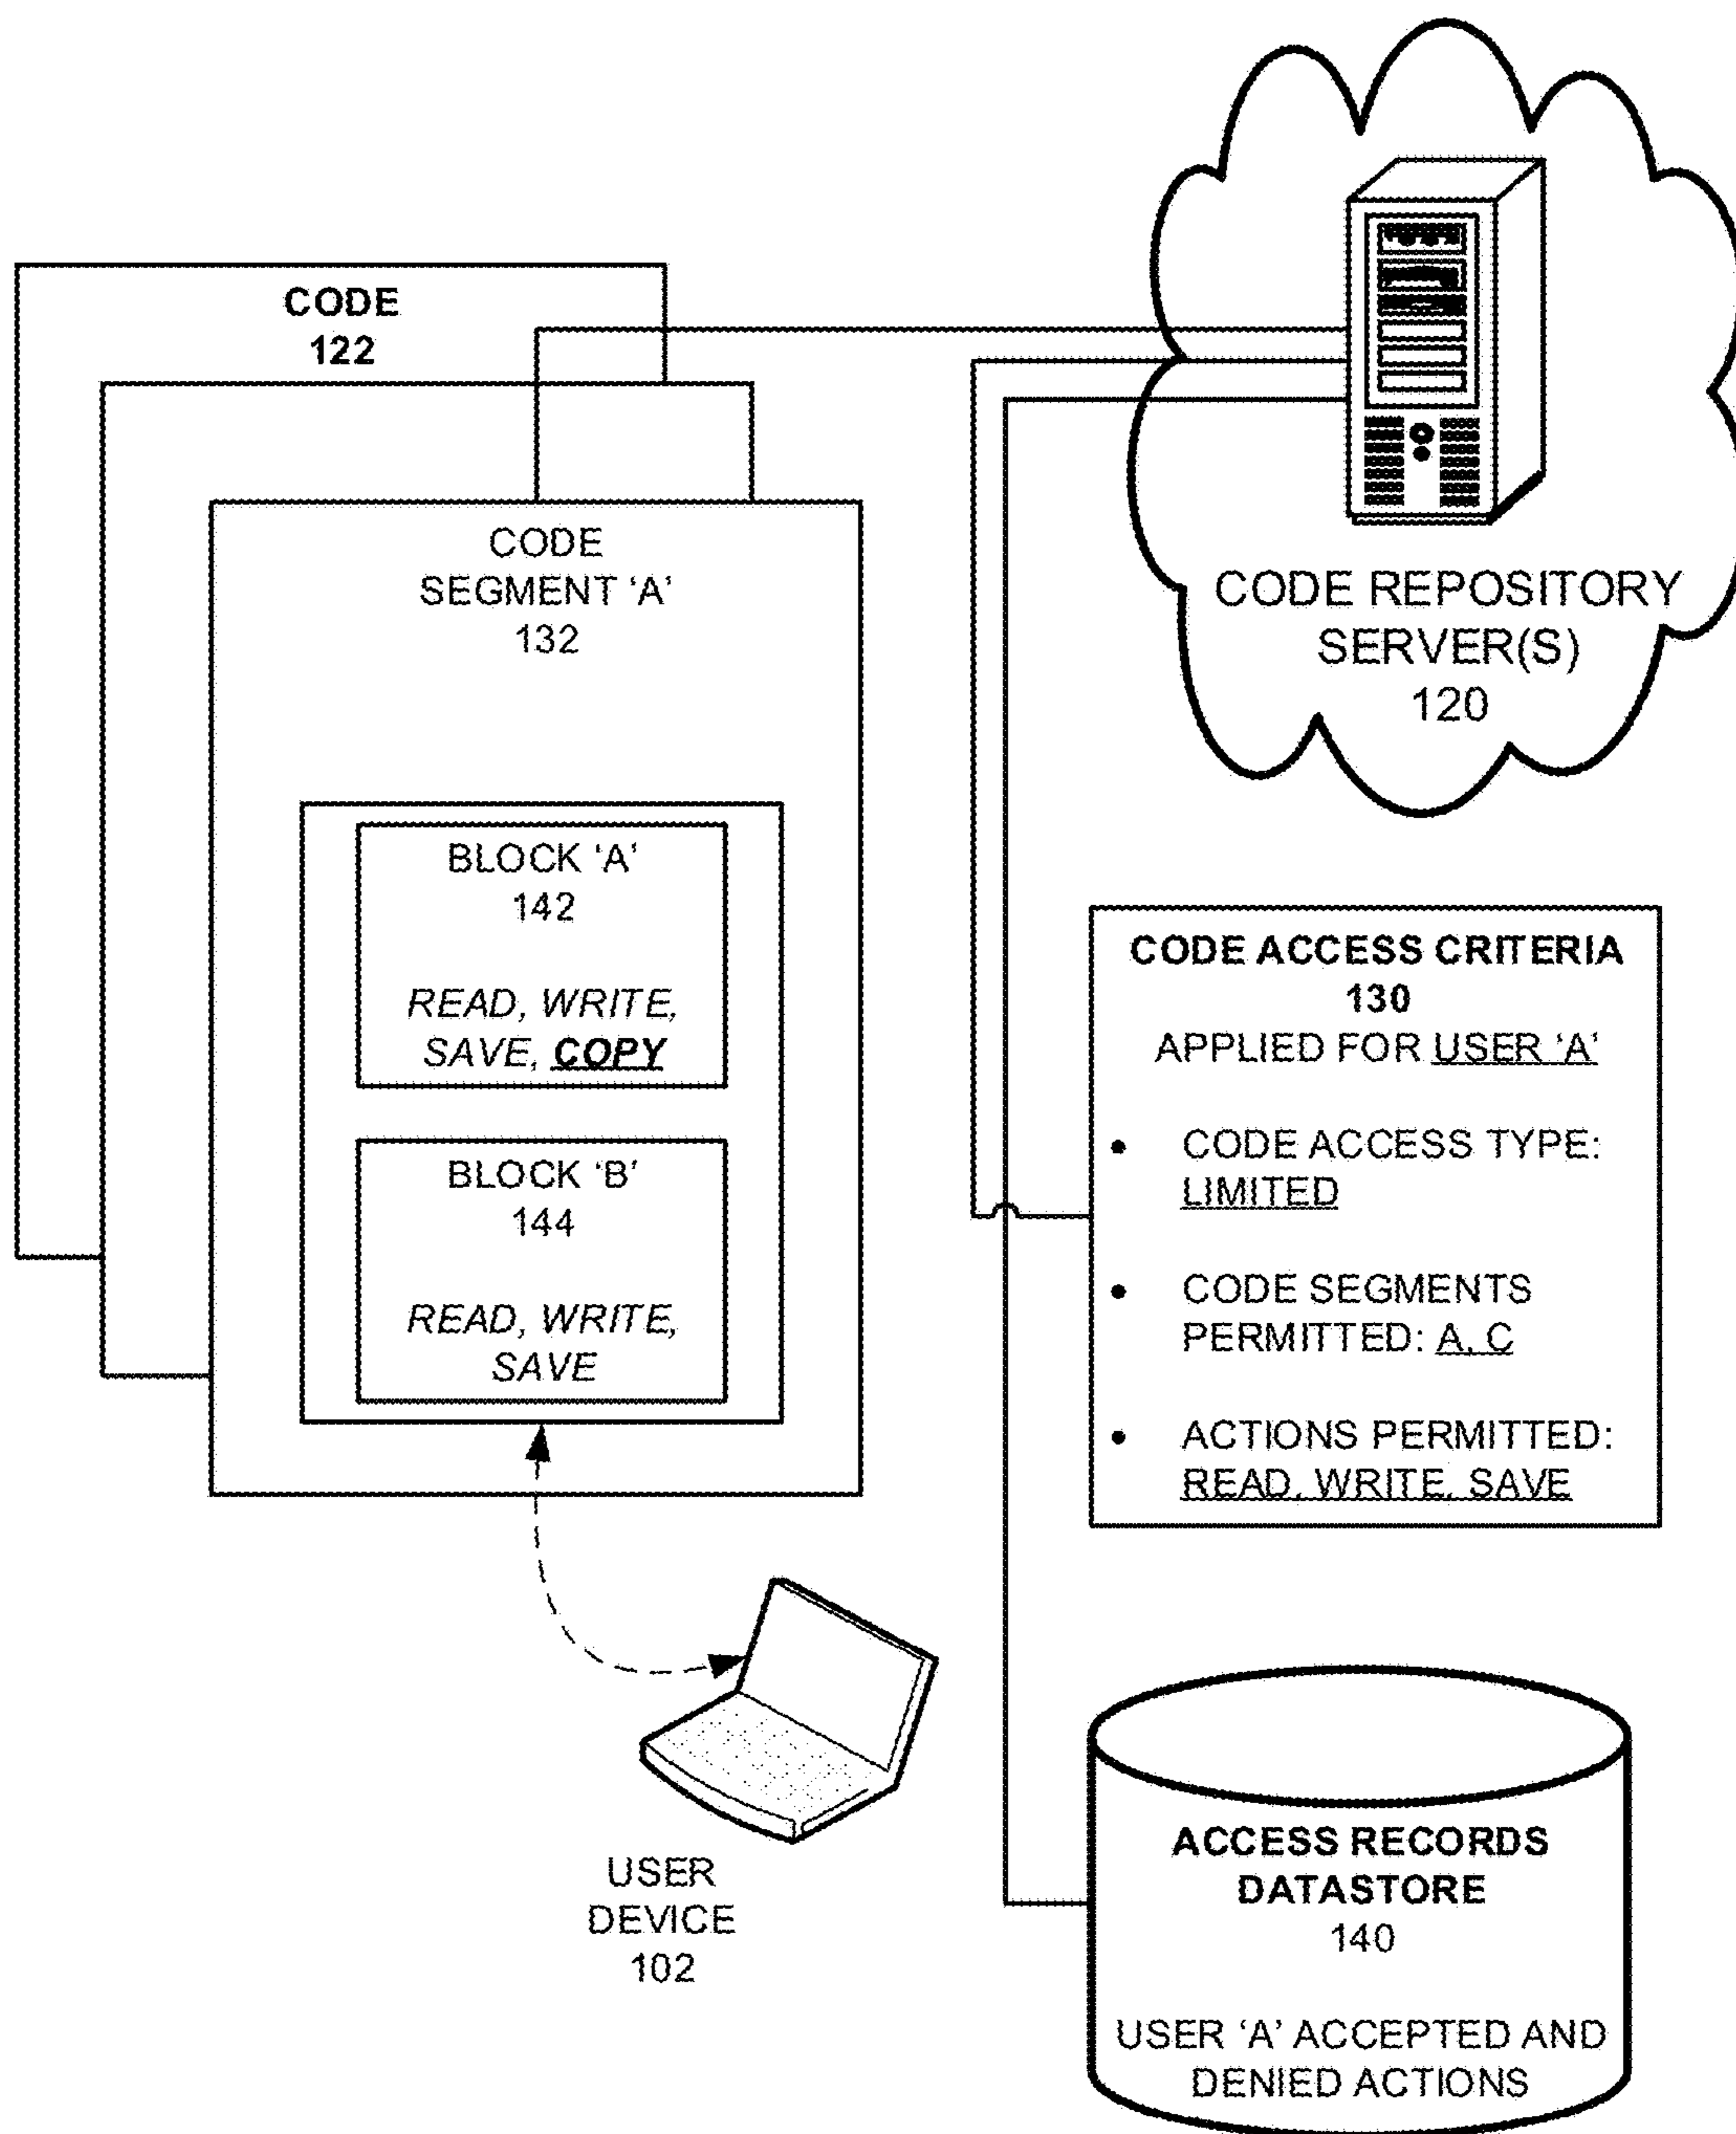 CODE
122
CODE
SEGMENT ‘A’
132
BLOCK ‘A’
142
READ, WRITE,
SAVE, COPY
BLOCK ‘B’
144
READ, WRITE,
SAVE
USER
DEVICE
102
CODE REPOSITORY
SERVER(S)
120
CODE ACCESS CRITERIA
130
APPLIED FOR USER ‘A’
• CODE ACCESS TYPE:
LIMITED
• CODE SEGMENTS
PERMITTED: A, C
• ACTIONS PERMITTED:
READ, WRITE, SAVE
ACCESS RECORDS
DATASTORE
140
USER ‘A’ ACCEPTED AND
DENIED ACTIONS